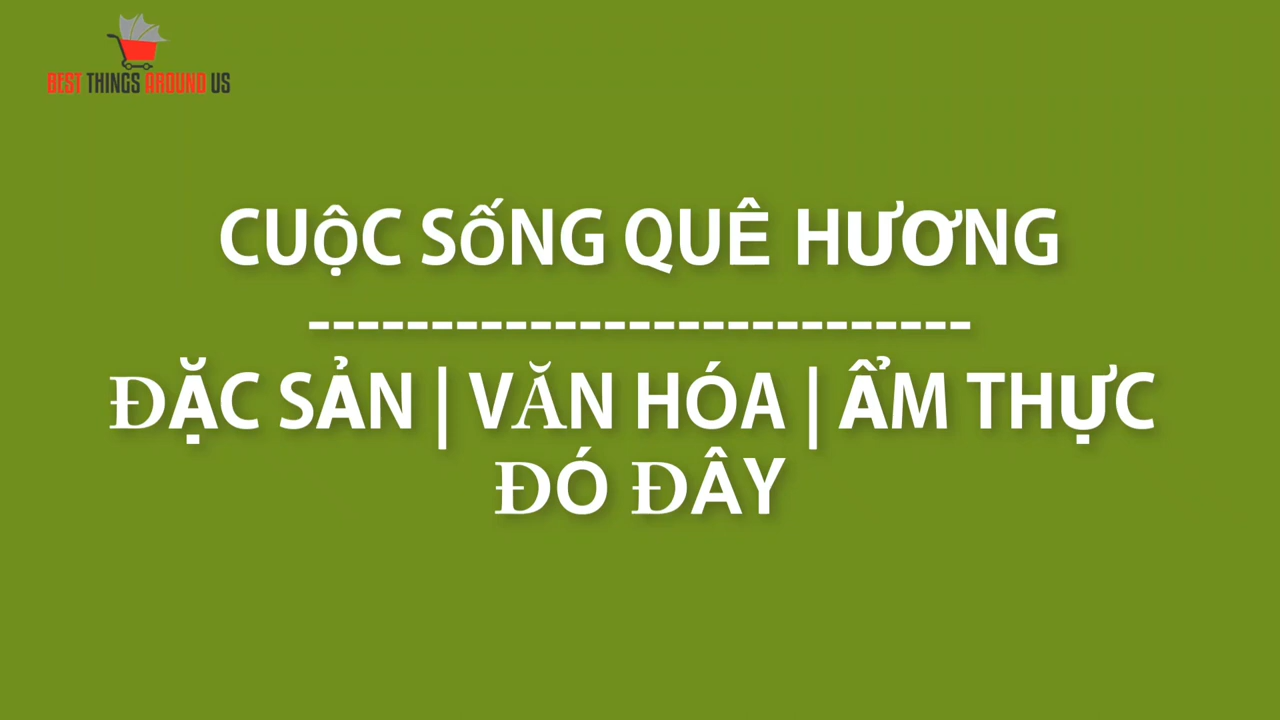 BEST THINGS AROUND US
CUỘC SỐNG QUÊ HƯƠNG
----------------------------
ĐẶC SẢN | VĂN HÓA | ẨM THỰC
ĐÓ ĐÂY